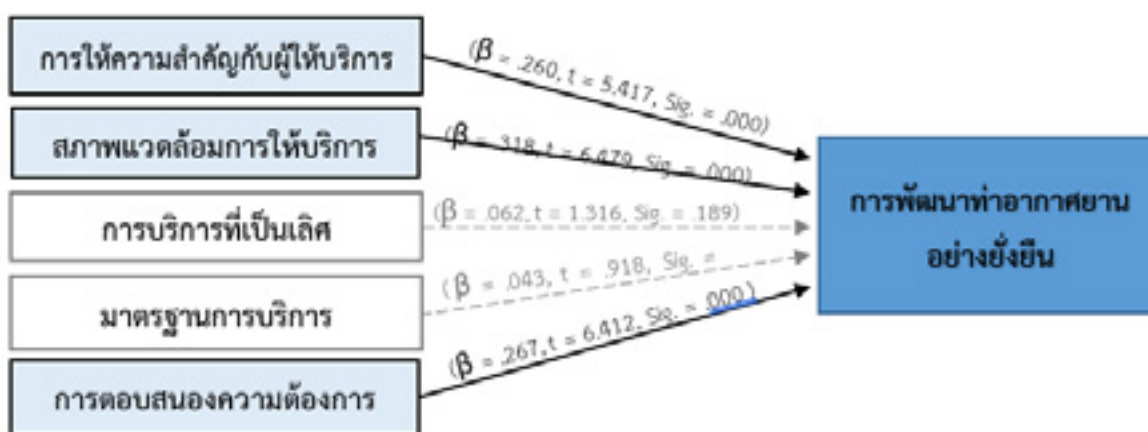 การให้ความสำคัญกับผู้ให้บริการ
(β = .260, t = 5.417, Sig. = .000)
สภาพแวดล้อมการให้บริการ
(β = .318, t = 6.479, Sig. = .000)
การบริการที่เป็นเลิศ
(β = .062, t = 1.316, Sig. = .189)
มาตรฐานการบริการ
(β = .043, t = .918, Sig. =
การตอบสนองความต้องการ
(β = .267, t = 6.412, Sig. = .000 )
การพัฒนาท่าอากาศยาน
อย่างยั่งยืน